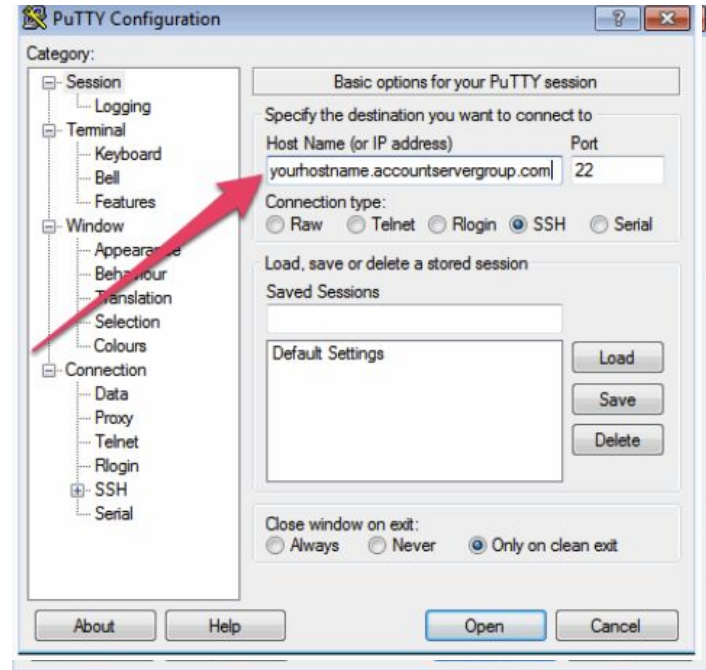 PuTTY Configuration
Category:
Session
Logging
Terminal
Keyboard
Bell
Features
Window
Appearance
Behaviour
Translation
Selection
Colours
Connection
Data
Proxy
Telnet
Rlogin
SSH
Serial
Basic options for your PuTTY session
Specify the destination you want to connect to
Host Name (or IP address) Port
yourhostname.accountservergroup.com 22
Connection type:
Raw Telnet Rlogin SSH Serial
Load, save or delete a stored session
Saved Sessions
Default Settings
Load
Save
Delete
Close window on exit:
Always Never Only on clean exit
About Help Open Cancel